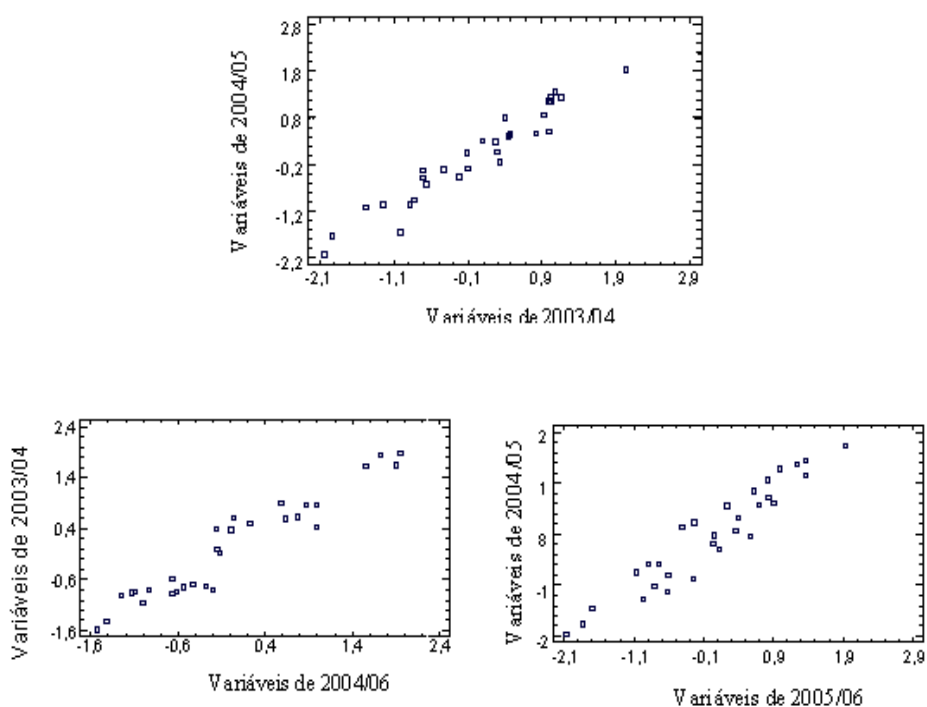 2,8
1,8
0,8
-0,2
-1,2
-2,2
Variáveis de 2004/05
-2,1 -1,1 -0,1 0,9 1,9 2,9
Variáveis de 2003/04
2,4
1,4
0,4
-0,6
-1,6
Variáveis de 2003/04
-1,6 -0,6 0,4 1,4 2,4
Variáveis de 2004/06
2
1
8
-1
-2
Variáveis de 2004/05
-2,1 -1,1 -0,1 0,9 1,9 2,9
Variáveis de 2005/06